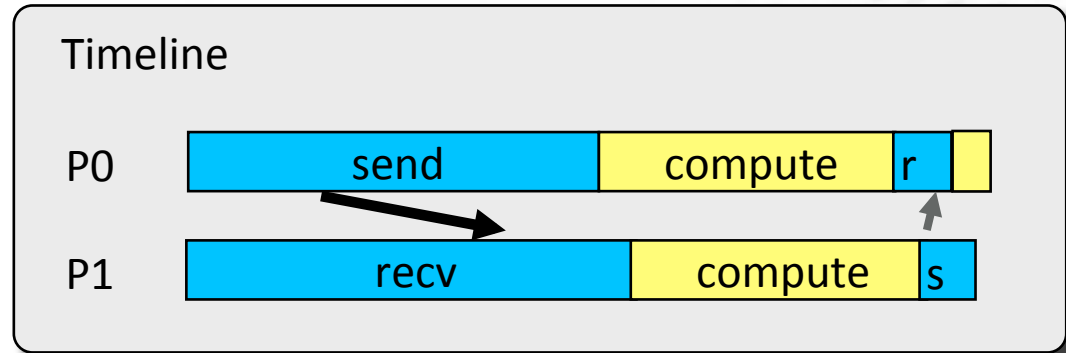 Timeline
P0 send compute r
P1 recv compute s